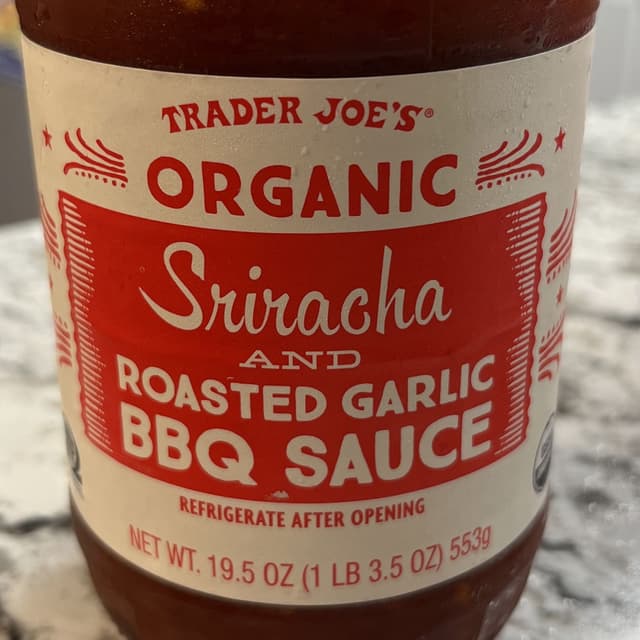 TRADER JOE'S®
ORGANIC
Sriracha
AND
ROASTED GARLIC
BBQ SAUCE
REFRIGERATE AFTER OPENING
NET WT. 19.5 OZ (1 LB 3.5 OZ) 553g